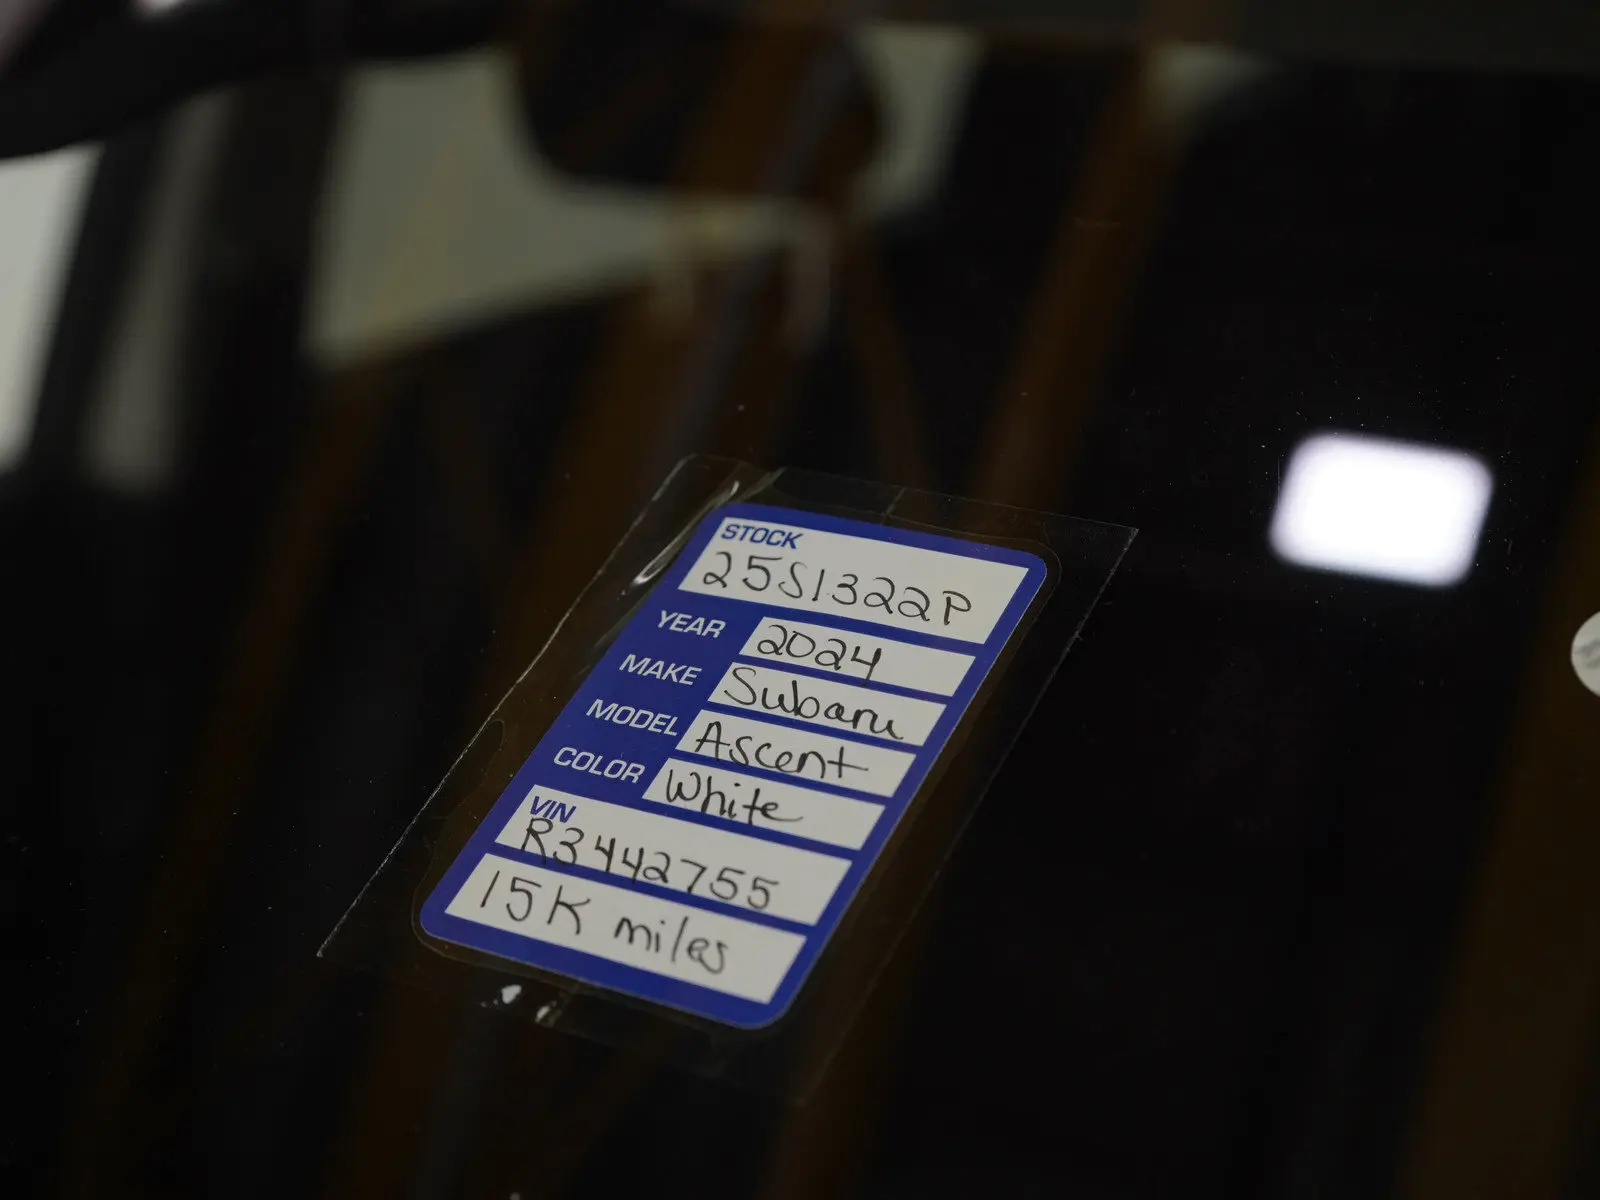 STOCK
25S1322P
YEAR 2024
MAKE Subaru
MODEL Ascent
COLOR White
VIN
R3442755
15K miles